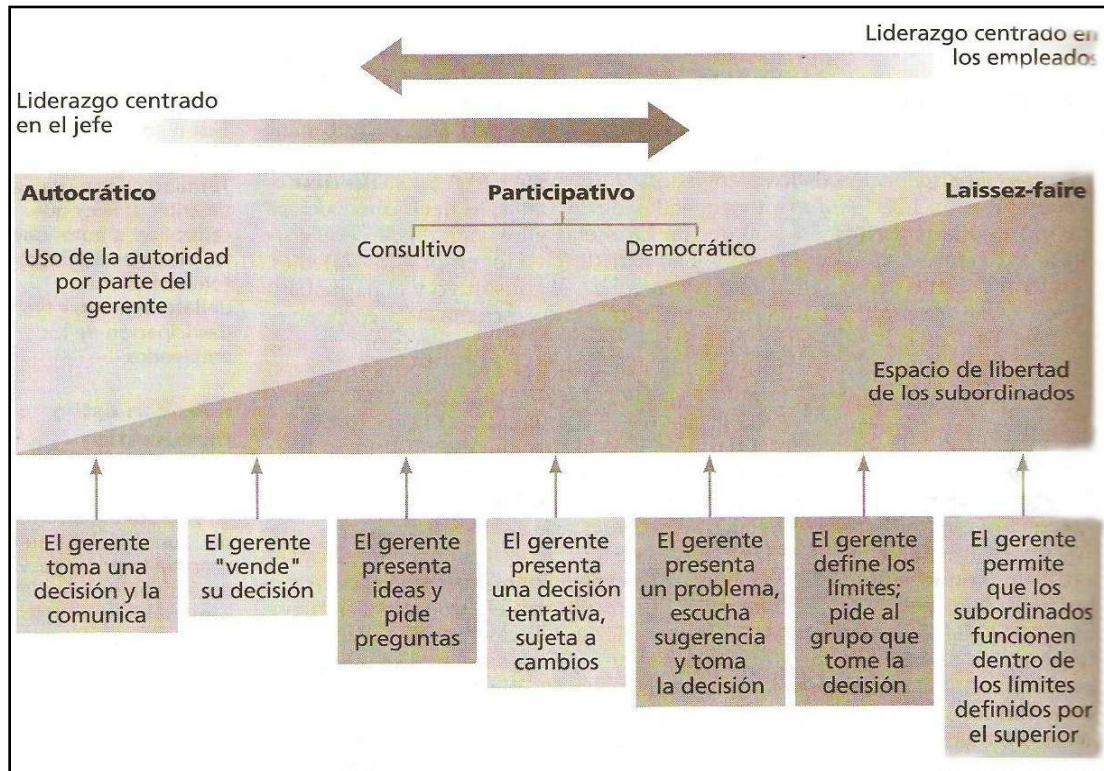 Liderazgo centrado en
los empleados
Liderazgo centrado
en el jefe
Autocrático
Participativo
Laissez-faire
Consultivo
Democrático
Uso de la autoridad
por parte del
gerente
Espacio de libertad
de los subordinados
El gerente
toma una
decisión y la
comunica
El gerente
"vende"
su decisión
El gerente
presenta
ideas y
pide
preguntas
El gerente
presenta
una decisión
tentativa,
sujeta a
cambios
El gerente
presenta
un problema,
escucha
sugerencia
y toma
la decisión
El gerente
define los
límites;
pide al
grupo que
tome la
decisión
El gerente
permite
que los
subordinados
funcionen
dentro de
los límites
definidos por
el superior